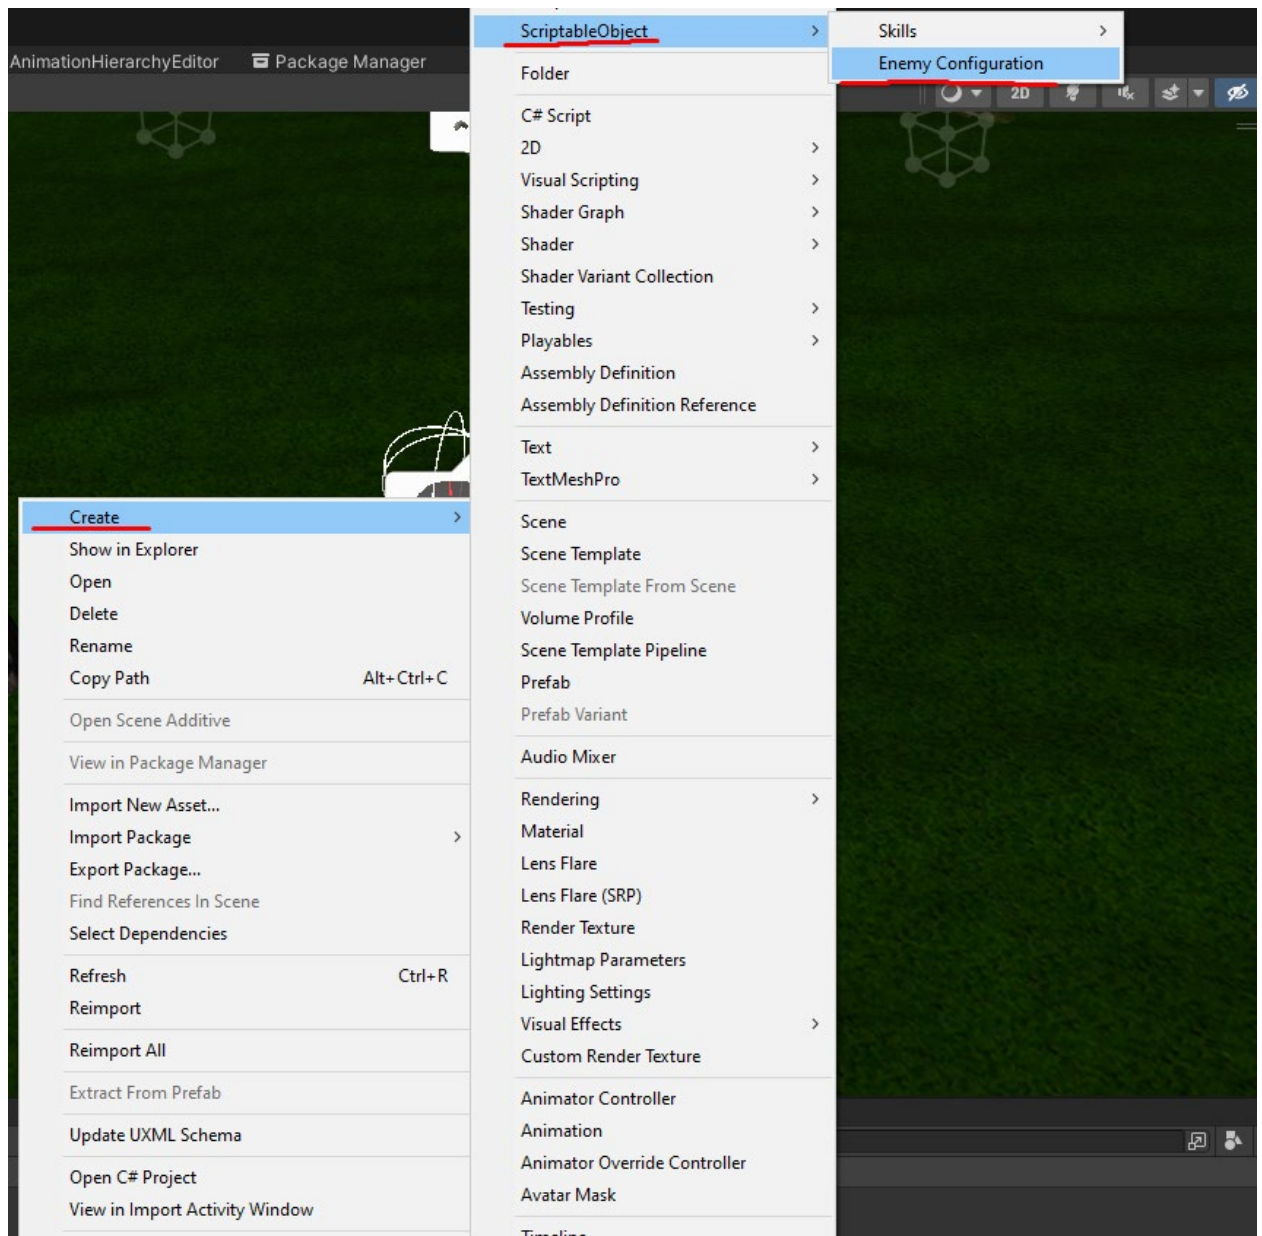 AnimationHierarchyEditor
Package Manager
2D
Create
Show in Explorer
Open
Delete
Rename
Copy Path Alt+Ctrl+C
Open Scene Additive
View in Package Manager
Import New Asset...
Import Package
Export Package...
Find References In Scene
Select Dependencies
Refresh Ctrl+R
Reimport
Reimport All
Extract From Prefab
Update UXML Schema
Open C# Project
View in Import Activity Window
ScriptableObject
Folder
C# Script
2D
Visual Scripting
Shader Graph
Shader
Shader Variant Collection
Testing
Playables
Assembly Definition
Assembly Definition Reference
Text
TextMeshPro
Scene
Scene Template
Scene Template From Scene
Volume Profile
Scene Template Pipeline
Prefab
Prefab Variant
Audio Mixer
Rendering
Material
Lens Flare
Lens Flare (SRP)
Render Texture
Lightmap Parameters
Lighting Settings
Visual Effects
Custom Render Texture
Animator Controller
Animation
Animator Override Controller
Avatar Mask
Skills
Enemy Configuration